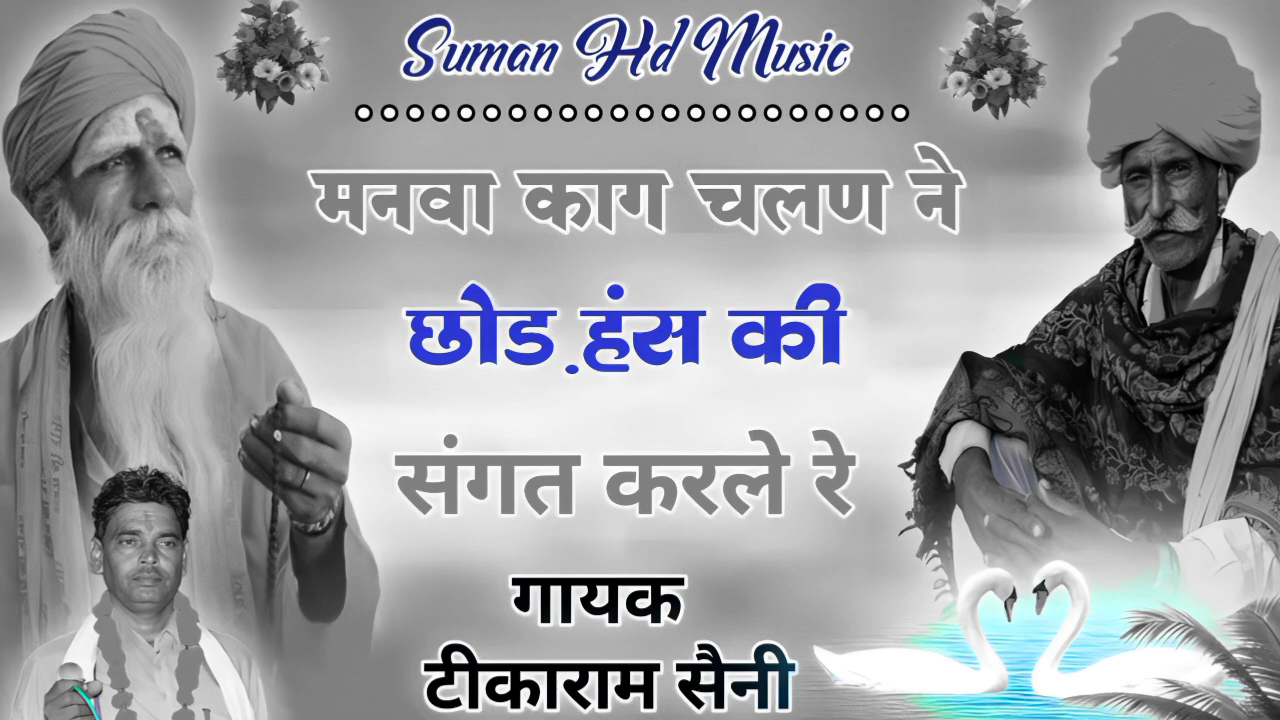 Suman Hd Music
मनवा काग चलण ने
छोड़ हंस की
संगत करले रे
गायक
टीकाराम सैनी